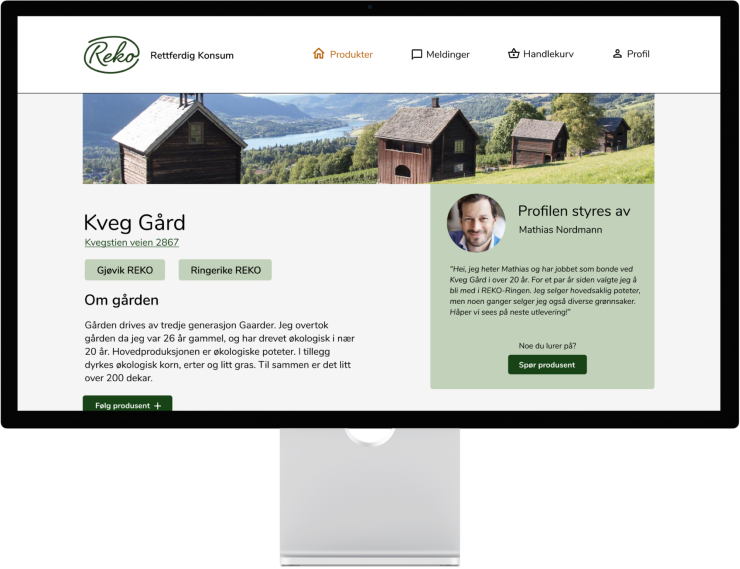 Reko
Rettferdig Konsum
Produkter
Meldinger
Handlekurv
Profil
Kveg Gård
Kvegstien veien 2867
Gjøvik REKO
Ringerike REKO
Om gården
Gården drives av tredje generasjon Gaarder. Jeg overtok
gården da jeg var 26 år gammel, og har drevet økologisk i nær
20 år. Hovedproduksjonen er økologiske poteter. I tillegg
dyrkes økologisk korn, erter og litt gras. Til sammen er det litt
over 200 dekar.
Følg produsent +
Profilen styres av
Mathias Nordmann
"Hei, jeg heter Mathias og har jobbet som bonde ved
Kveg Gård i over 20 år. For et par år siden valgte jeg å
bli med i REKO-Ringen. Jeg selger hovedsaklig poteter,
men noen ganger selger jeg også diverse grønnsaker.
Håper vi sees på neste utlevering!"
Noe du lurer på?
Spør produsent